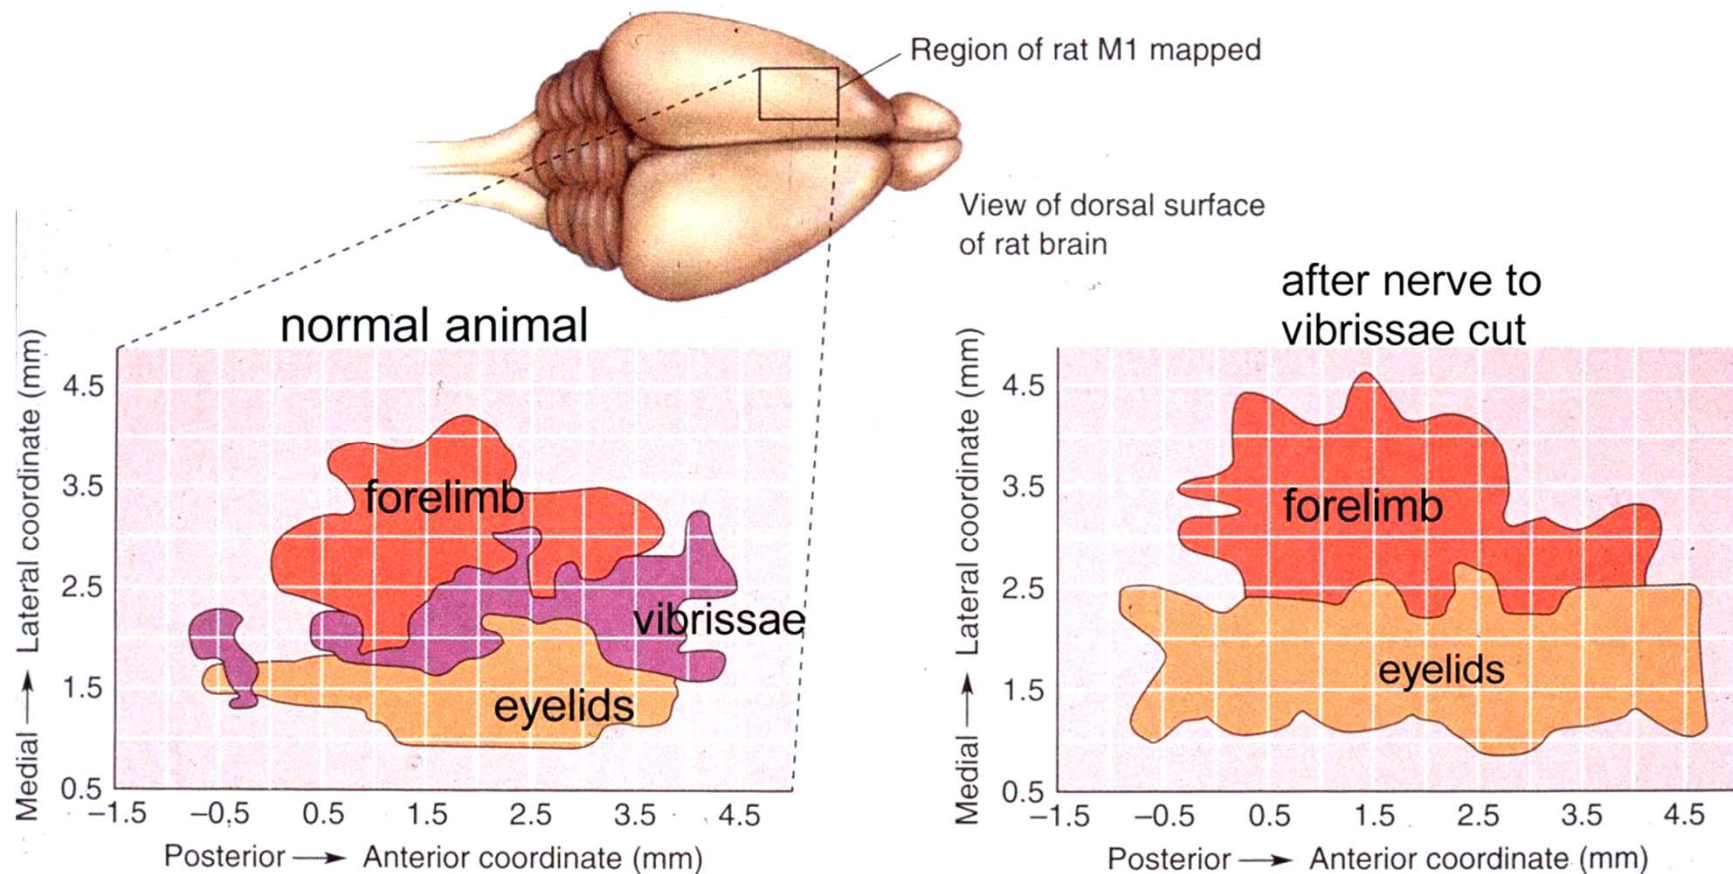 Region of rat M1 mapped
View of dorsal surface
of rat brain
normal animal
Medial → Lateral coordinate (mm)
4.5
3.5
2.5
1.5
0.5
forelimb
vibrissae
eyelids
−1.5 −0.5 0.5 1.5 2.5 3.5 4.5
Posterior → Anterior coordinate (mm)
after nerve to
vibrissae cut
Medial → Lateral coordinate (mm)
4.5
3.5
2.5
1.5
0.5
forelimb
eyelids
−1.5 −0.5 0.5 1.5 2.5 3.5 4.5
Posterior → Anterior coordinate (mm)